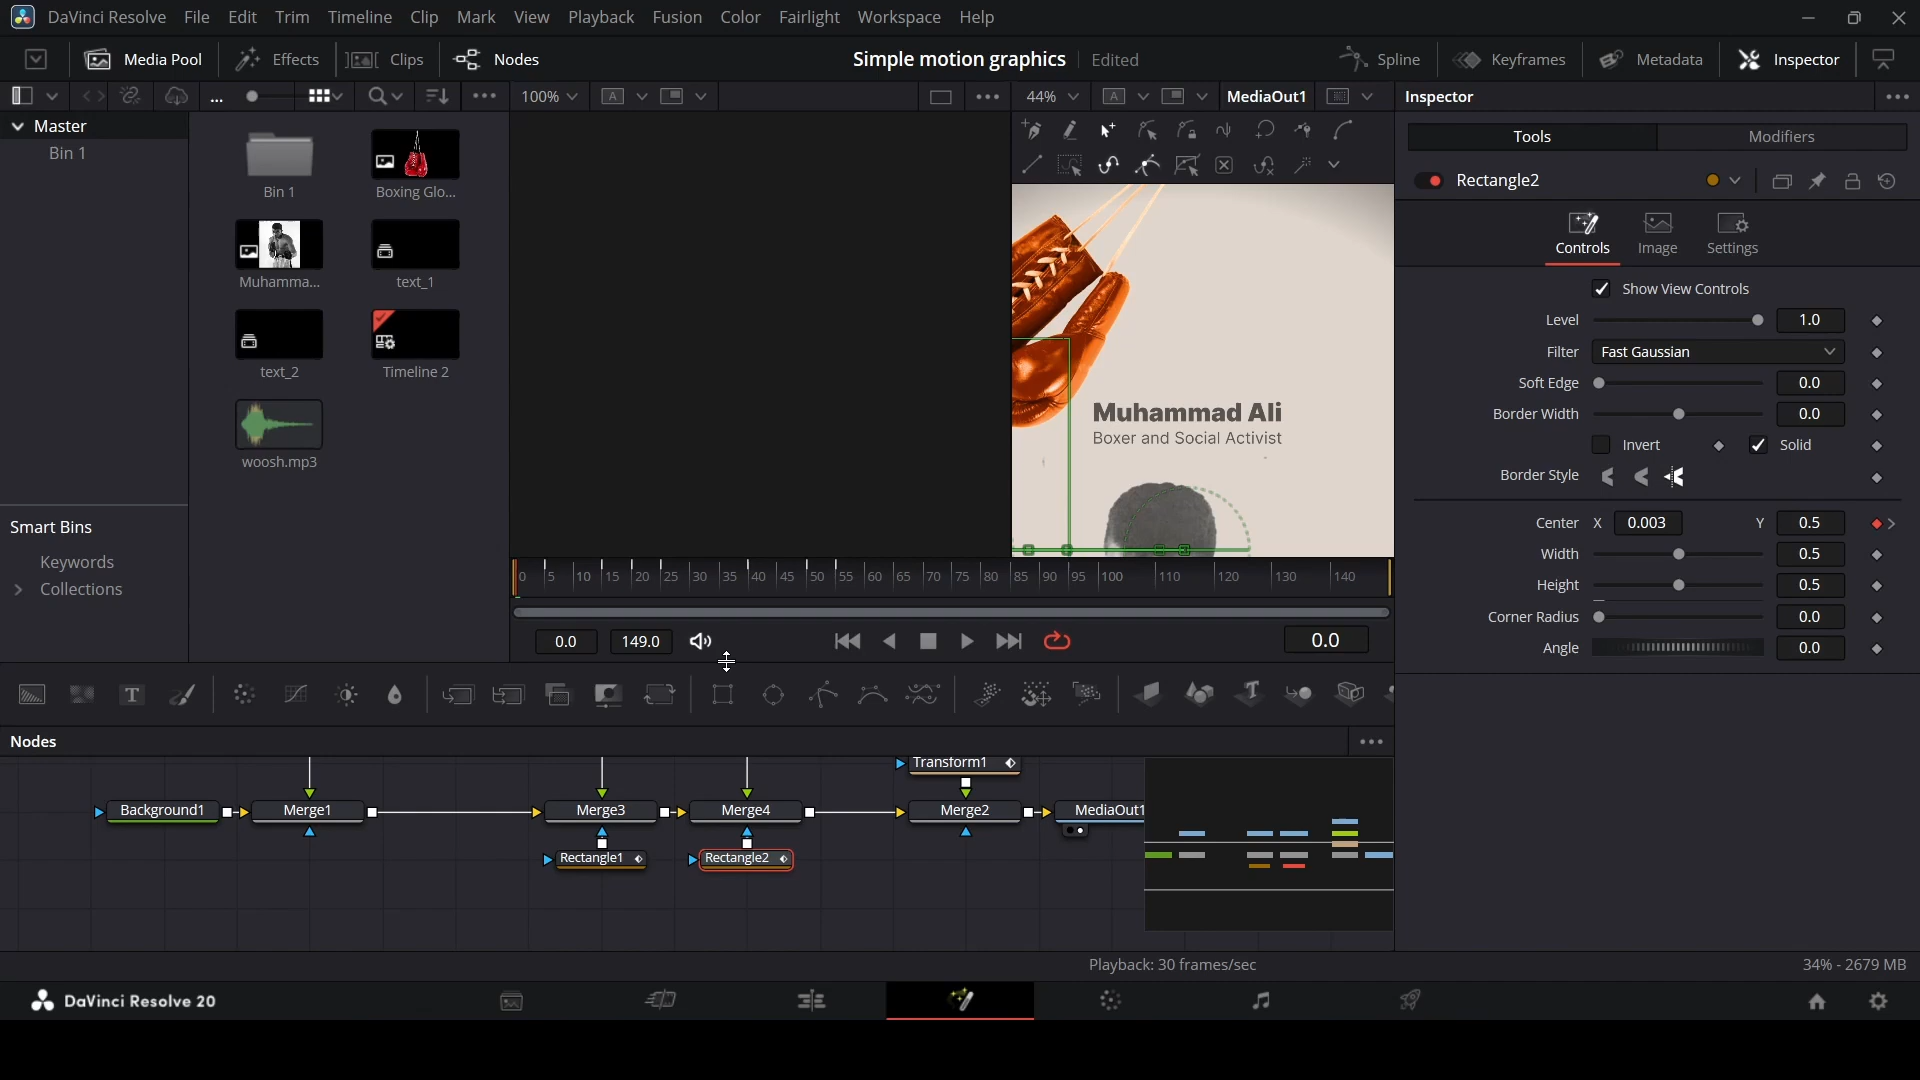 DaVinci Resolve File Edit Trim Timeline Clip Mark View Playback Fusion Color Fairlight Workspace Help
Media Pool Effects Clips Nodes Simple motion graphics Edited Spline Keyframes Metadata Inspector
... 100% A 44% A MediaOut1 Inspector
Master
Bin 1
Bin 1
Boxing Glo...
Muhamma...
text_1
text_2
Timeline 2
woosh.mp3
Smart Bins
Keywords
Collections
Muhammad Ali
Boxer and Social Activist
0 5 10 15 20 25 30 35 40 45 50 55 60 65 70 75 80 85 90 95 100 110 120 130 140
0.0 149.0 0.0
Tools Modifiers
Rectangle2
Controls Image Settings
Show View Controls
Level 1.0
Filter Fast Gaussian
Soft Edge 0.0
Border Width 0.0
Invert Solid
Border Style
Center X 0.003 Y 0.5
Width 0.5
Height 0.5
Corner Radius 0.0
Angle 0.0
T T
Nodes
Transform1
Background1 Merge1 Merge3 Merge4 Merge2 MediaOut1
Rectangle1 Rectangle2
Playback: 30 frames/sec 34% - 2679 MB
DaVinci Resolve 20